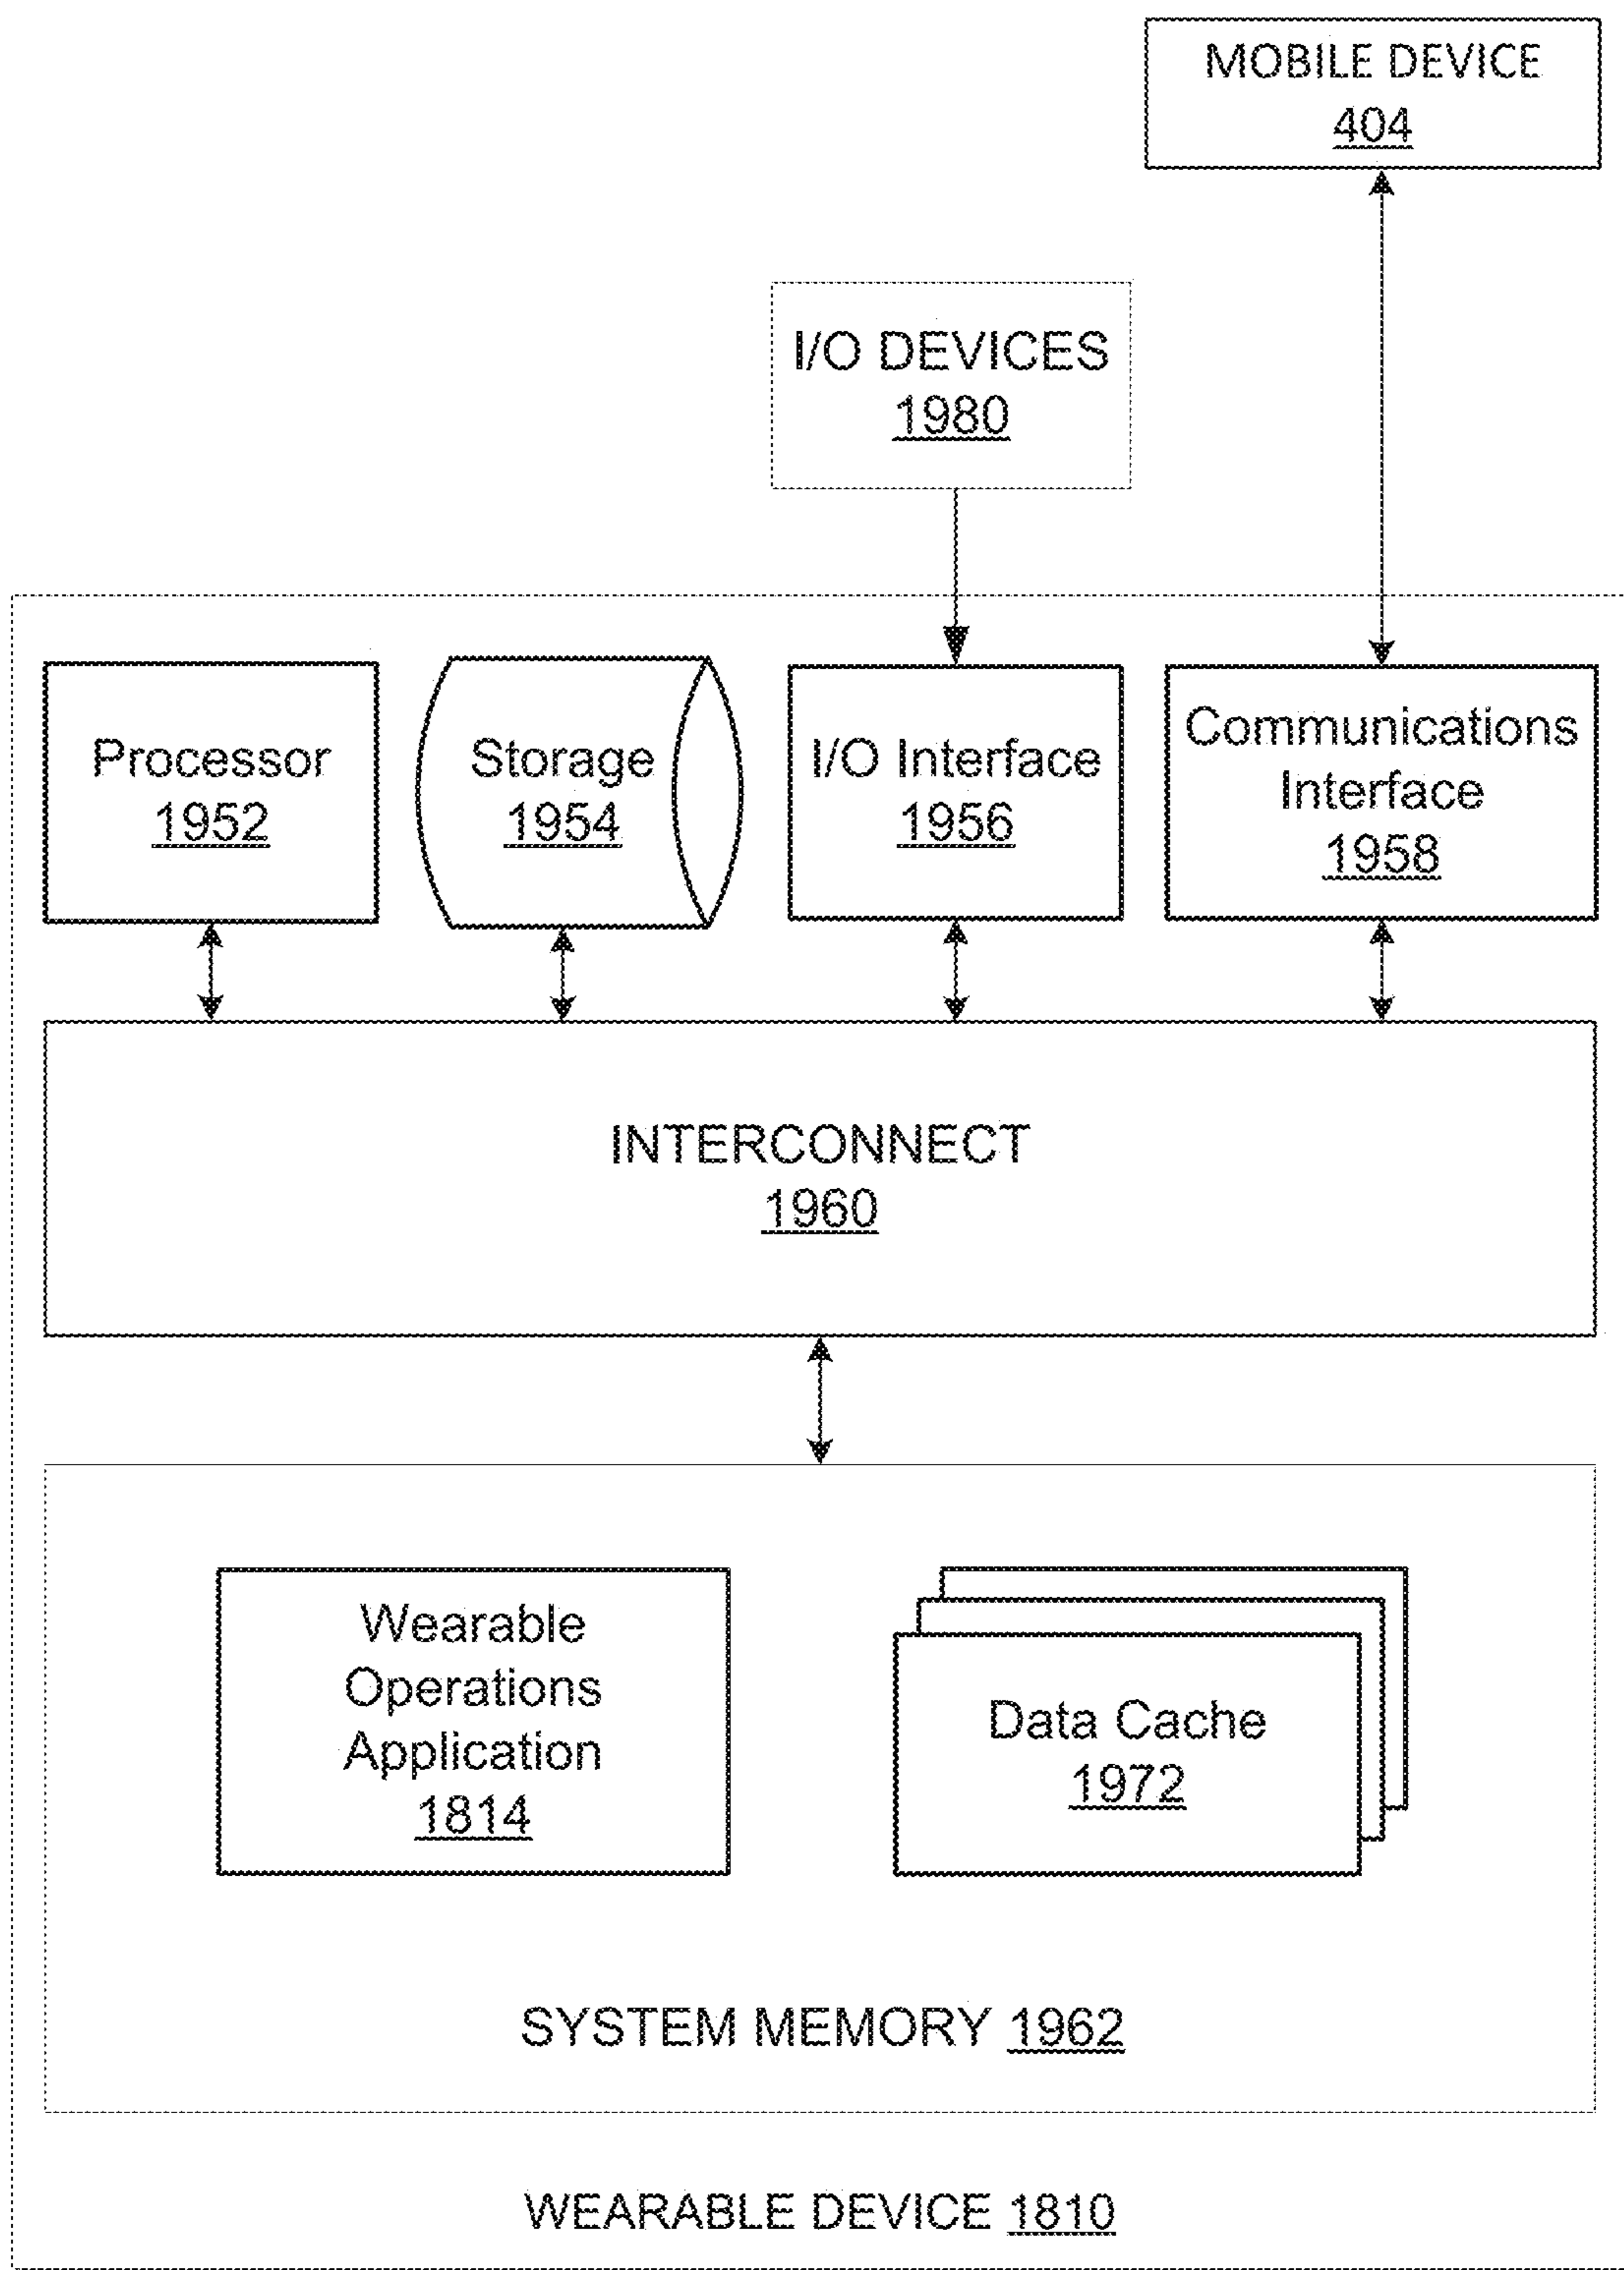 MOBILE DEVICE
404
I/O DEVICES
1980
Processor
1952
Storage
1954
I/O Interface
1956
Communications
Interface
1958
INTERCONNECT
1960
Wearable
Operations
Application
1814
Data Cache
1972
SYSTEM MEMORY 1962
WEARABLE DEVICE 1810